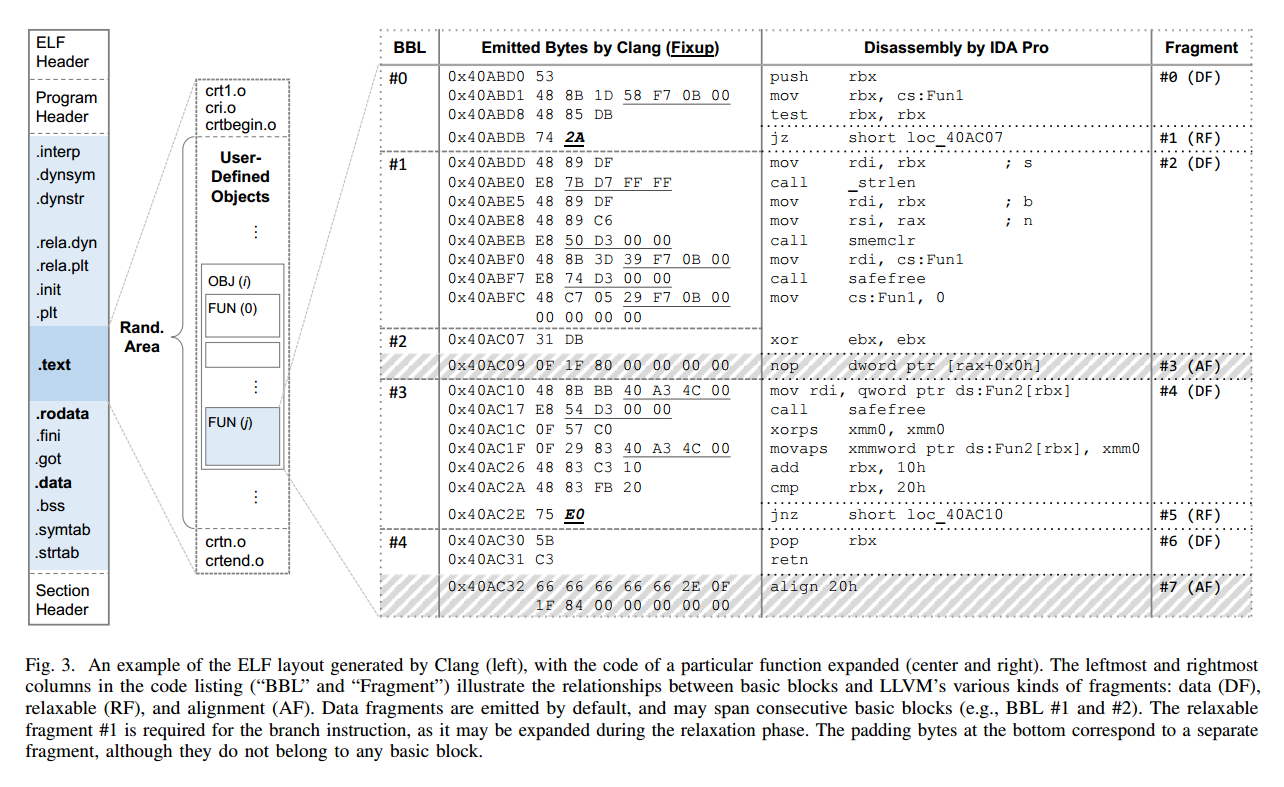 ELF
Header
Program
Header
.interp
.dynsym
.dynstr
.rela.dyn
.rela.plt
.init
.plt
.text
.rodata
.fini
.got
.data
.bss
.symtab
.strtab
Section
Header
Rand.
Area
crt1.o
cri.o
crtbegin.o
User-
Defined
Objects
⋮
OBJ (i)
FUN (0)
⋮
FUN (j)
⋮
crtn.o
crtend.o
BBL Emitted Bytes by Clang (Fixup) Disassembly by IDA Pro Fragment
#0 0x40ABD0 53 push rbx #0 (DF)
0x40ABD1 48 8B 1D 58 F7 0B 00 mov rbx, cs:Fun1
0x40ABD8 48 85 DB test rbx, rbx
0x40ABDB 74 2A jz short loc_40AC07 #1 (RF)
#1 0x40ABDD 48 89 DF mov rdi, rbx ; s #2 (DF)
0x40ABE0 E8 7B D7 FF FF call _strlen
0x40ABE5 48 89 DF mov rdi, rbx ; b
0x40ABE8 48 89 C6 mov rsi, rax ; n
0x40ABEB E8 50 D3 00 00 call smemclr
0x40ABF0 48 8B 3D 39 F7 0B 00 mov rdi, cs:Fun1
0x40ABF7 E8 74 D3 00 00 call safefree
0x40ABFC 48 C7 05 29 F7 0B 00 mov cs:Fun1, 0
00 00 00 00
#2 0x40AC07 31 DB xor ebx, ebx
0x40AC09 0F 1F 80 00 00 00 00 nop dword ptr [rax+0x0h] #3 (AF)
#3 0x40AC10 48 8B BB 40 A3 4C 00 mov rdi, qword ptr ds:Fun2[rbx] #4 (DF)
0x40AC17 E8 54 D3 00 00 call safefree
0x40AC1C 0F 57 C0 xorps xmm0, xmm0
0x40AC1F 0F 29 83 40 A3 4C 00 movaps xmmword ptr ds:Fun2[rbx], xmm0
0x40AC26 48 83 C3 10 add rbx, 10h
0x40AC2A 48 83 FB 20 cmp rbx, 20h
0x40AC2E 75 E0 jnz short loc_40AC10 #5 (RF)
#4 0x40AC30 5B pop rbx #6 (DF)
0x40AC31 C3 retn
0x40AC32 66 66 66 66 66 2E 0F align 20h #7 (AF)
1F 84 00 00 00 00 00
Fig. 3. An example of the ELF layout generated by Clang (left), with the code of a particular function expanded (center and right). The leftmost and rightmost
columns in the code listing (“BBL” and “Fragment”) illustrate the relationships between basic blocks and LLVM’s various kinds of fragments: data (DF),
relaxable (RF), and alignment (AF). Data fragments are emitted by default, and may span consecutive basic blocks (e.g., BBL #1 and #2). The relaxable
fragment #1 is required for the branch instruction, as it may be expanded during the relaxation phase. The padding bytes at the bottom correspond to a separate
fragment, although they do not belong to any basic block.